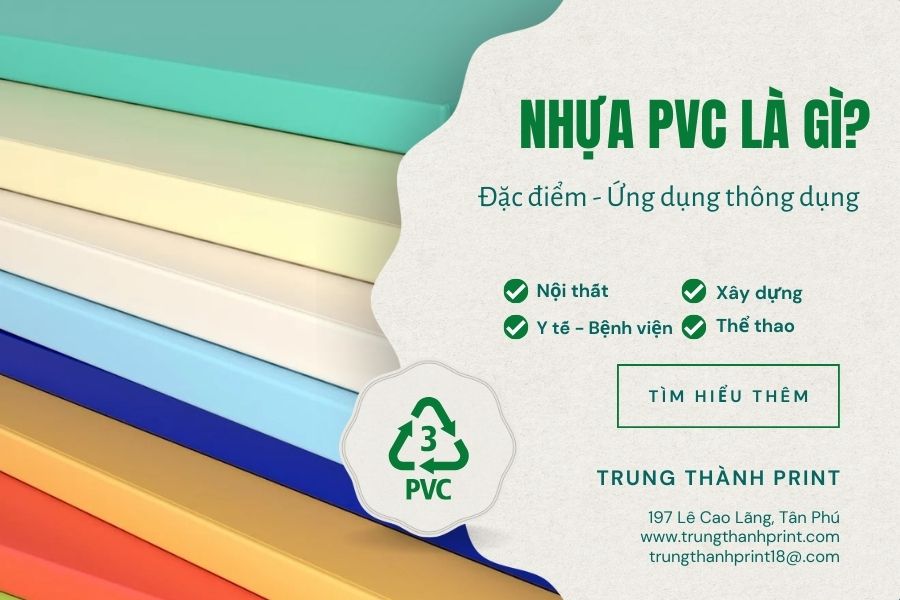 NHỰA PVC LÀ GÌ?
Đặc điểm - Ứng dụng thông dụng
Nội thất
Xây dựng
Y tế - Bệnh viện
Thể thao
TÌM HIỂU THÊM
3
PVC
TRUNG THÀNH PRINT
197 Lê Cao Lãng, Tân Phú
www.trungthanhprint.com
trungthanhprint18@.com